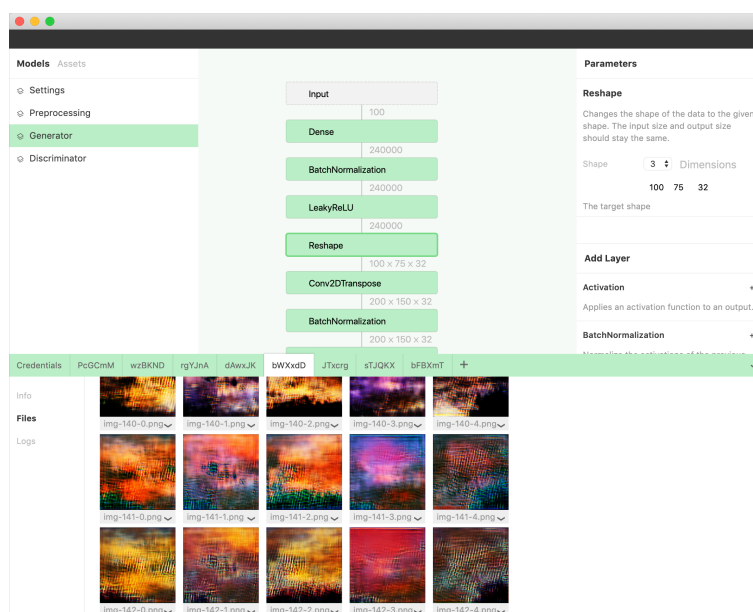 Models Assets
Settings
Preprocessing
Generator
Discriminator
Input
100
Dense
240000
BatchNormalization
240000
LeakyReLU
240000
Reshape
100 x 75 x 32
Conv2DTranspose
200 x 150 x 32
BatchNormalization
200 x 150 x 32
Parameters
Reshape
Changes the shape of the data to the given
shape. The input size and output size
should stay the same.
Shape 3 Dimensions
100 75 32
The target shape
Add Layer
Activation
Applies an activation function to an output.
BatchNormalization
Normalize the activations of the previous
Credentials PcGCmM wzBKND rgYJnA dAwxJK bWXxdD JTxcrg sTJQKX bFBXmT +
Info
Files
Logs
img-140-0.png img-140-1.png img-140-2.png img-140-3.png img-140-4.png
img-141-0.png img-141-1.png img-141-2.png img-141-3.png img-141-4.png
img-142-0.png img-142-1.png img-142-2.png img-142-3.png img-142-4.png